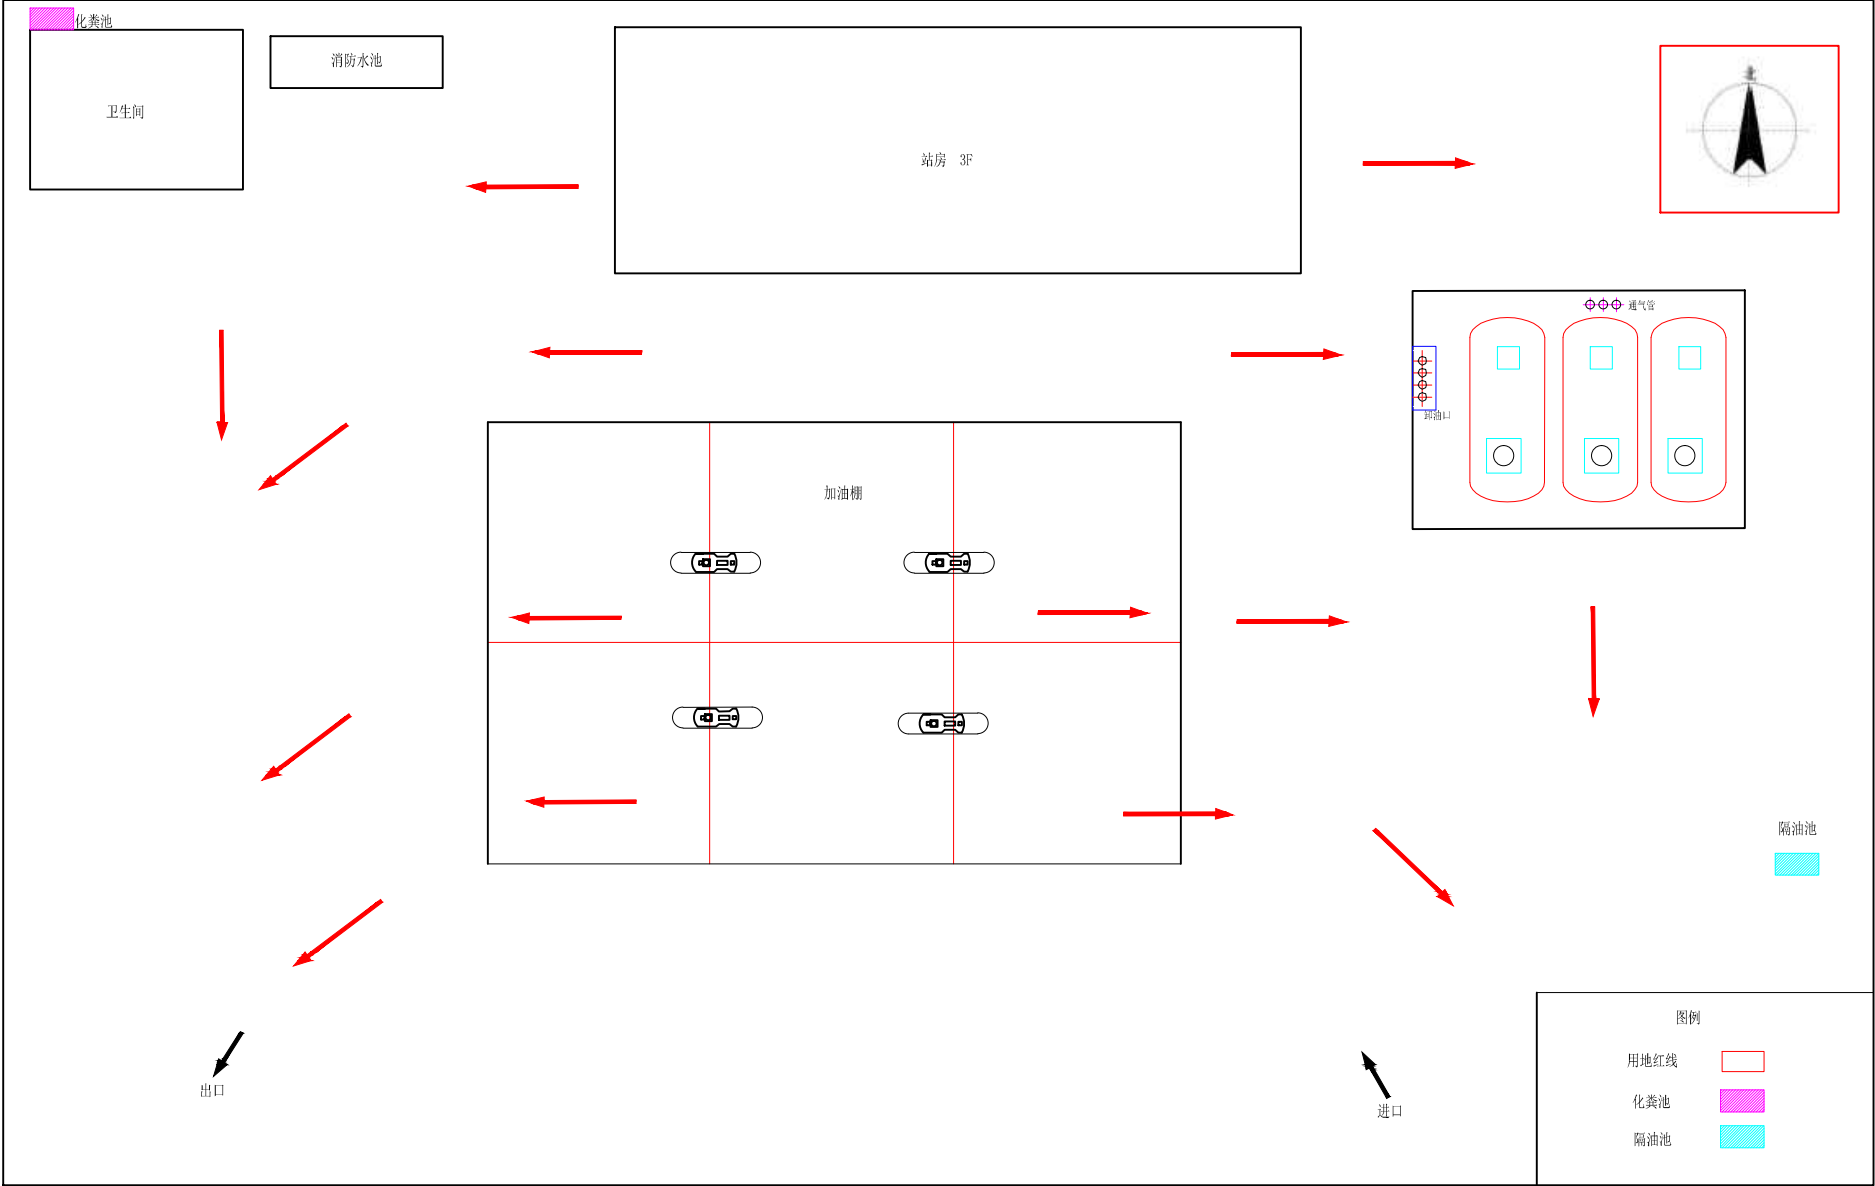 化粪池
消防水池
卫生间
站房 3F
北
通气管
卸油口
加油棚
隔油池
图例
用地红线
化粪池
隔油池
出口
进口